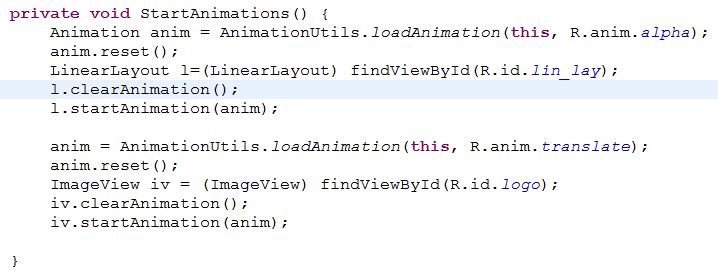 private void StartAnimations() {
    Animation anim = AnimationUtils.loadAnimation(this, R.anim.alpha);
    anim.reset();
    LinearLayout l=(LinearLayout) findViewById(R.id.lin_lay);
    l.clearAnimation();
    l.startAnimation(anim);

    anim = AnimationUtils.loadAnimation(this, R.anim.translate);
    anim.reset();
    ImageView iv = (ImageView) findViewById(R.id.logo);
    iv.clearAnimation();
    iv.startAnimation(anim);

}